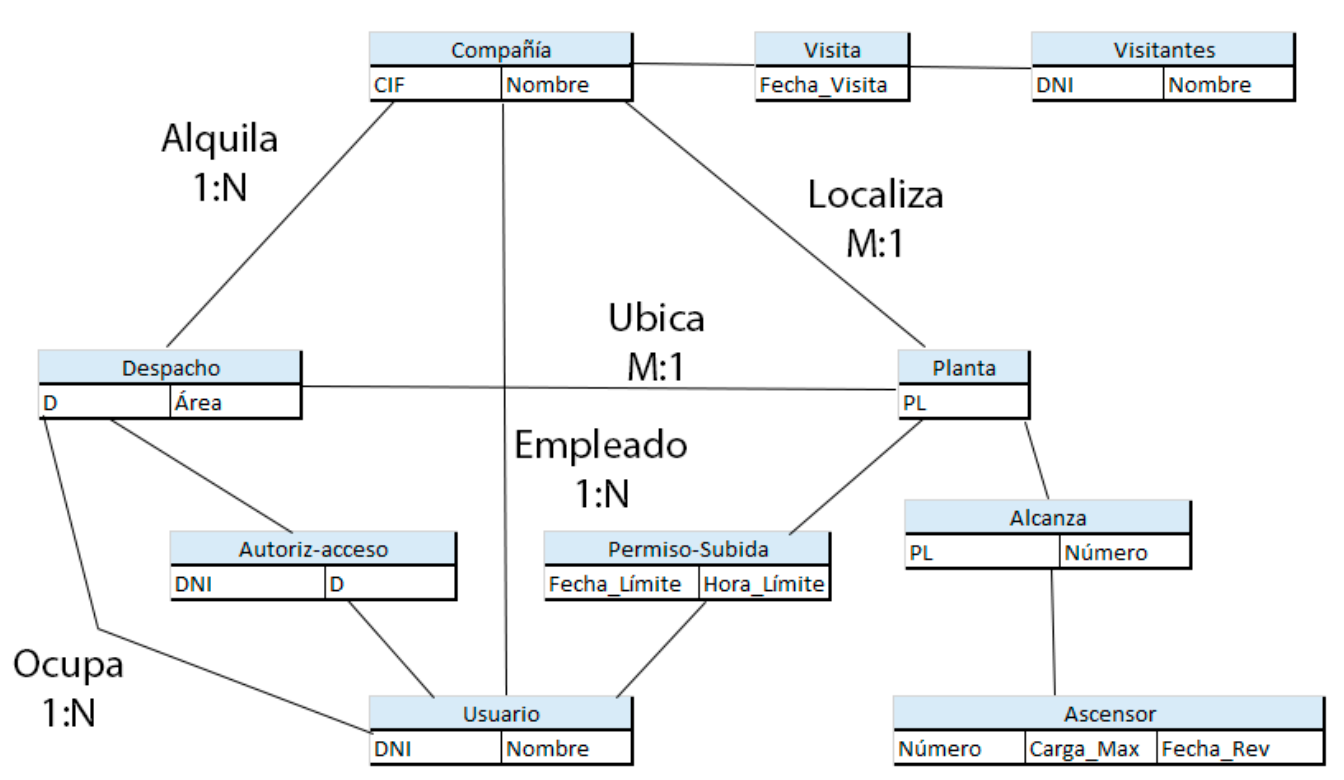 Compañía
CIF Nombre
Visita
Fecha_Visita
Visitantes
DNI Nombre
Alquila
1:N
Localiza
M:1
Ubica
M:1
Despacho
D Área
Planta
PL
Empleado
1:N
Alcanza
PL Número
Autoriz-acceso
DNI D
Permiso-Subida
Fecha_Límite Hora_Límite
Ocupa
1:N
Usuario
DNI Nombre
Ascensor
Número Carga_Max Fecha_Rev